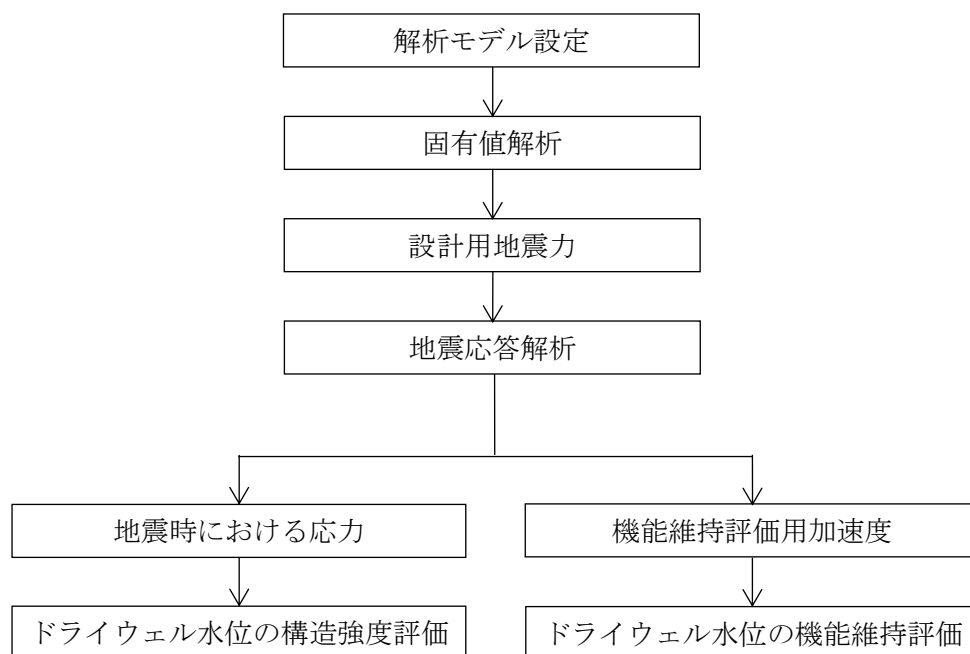 解析モデル設定
固有値解析
設計用地震力
地震応答解析
地震時における応力
機能維持評価用加速度
ドライウェル水位の構造強度評価
ドライウェル水位の機能維持評価